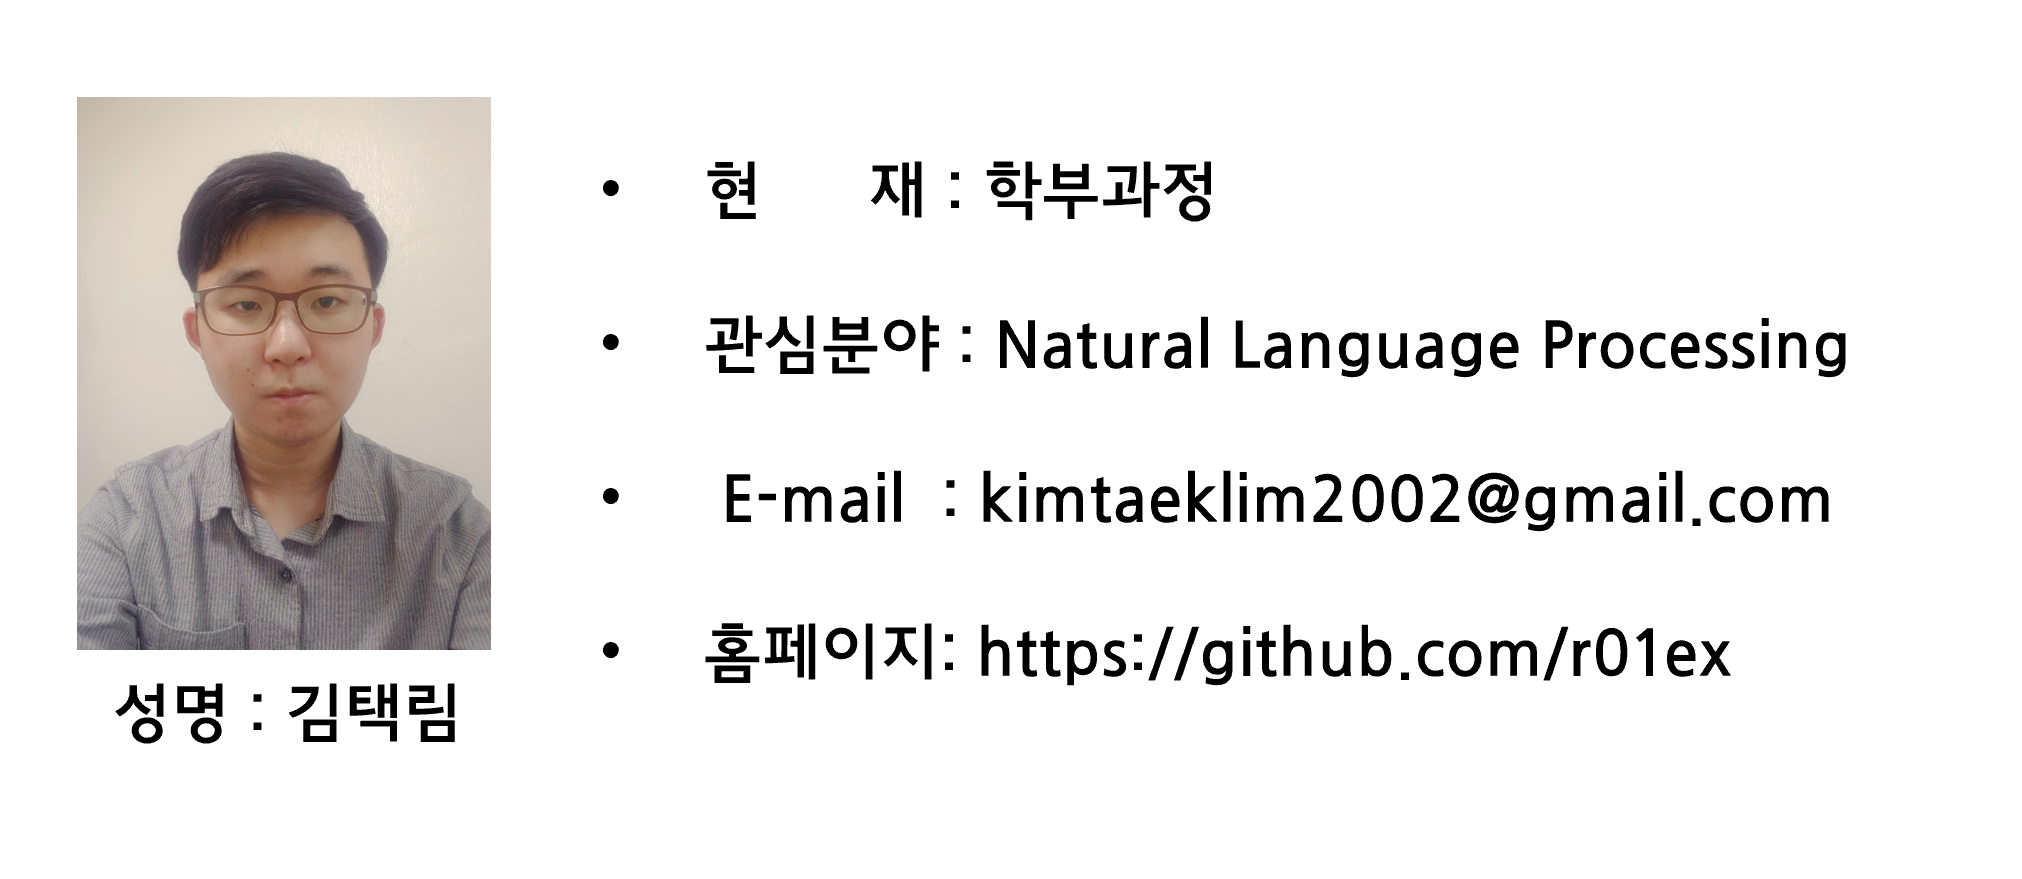 현 재 : 학부과정
관심분야 : Natural Language Processing
E-mail : kimtaeklim2002@gmail.com
홈페이지: https://github.com/r01ex
성명 : 김택림